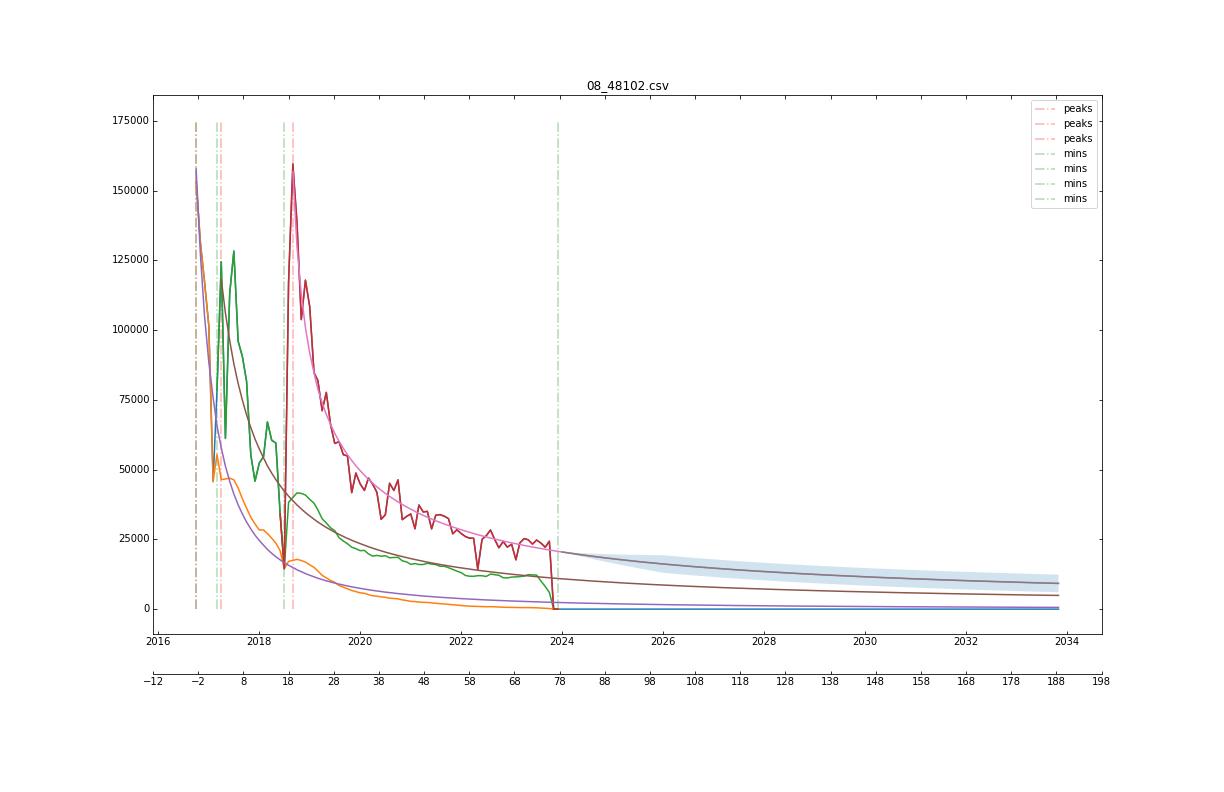 08_48102.csv
peaks
peaks
peaks
mins
mins
mins
mins
175000
150000
125000
100000
75000
50000
25000
0
2016 2018 2020 2022 2024 2026 2028 2030 2032 2034
−12 −2 8 18 28 38 48 58 68 78 88 98 108 118 128 138 148 158 168 178 188 198